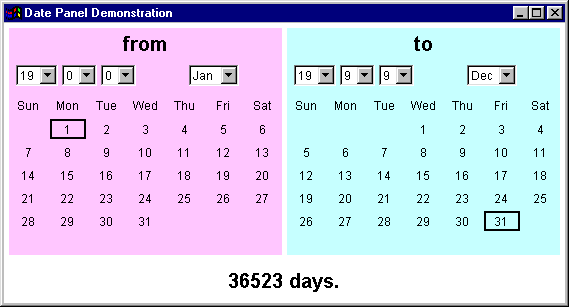 Date Panel Demonstration
from
19 0 0 Jan
Sun Mon Tue Wed Thu Fri Sat
1 2 3 4 5 6
7 8 9 10 11 12 13
14 15 16 17 18 19 20
21 22 23 24 25 26 27
28 29 30 31
to
19 9 9 Dec
Sun Mon Tue Wed Thu Fri Sat
1 2 3 4
5 6 7 8 9 10 11
12 13 14 15 16 17 18
19 20 21 22 23 24 25
26 27 28 29 30 31
36523 days.